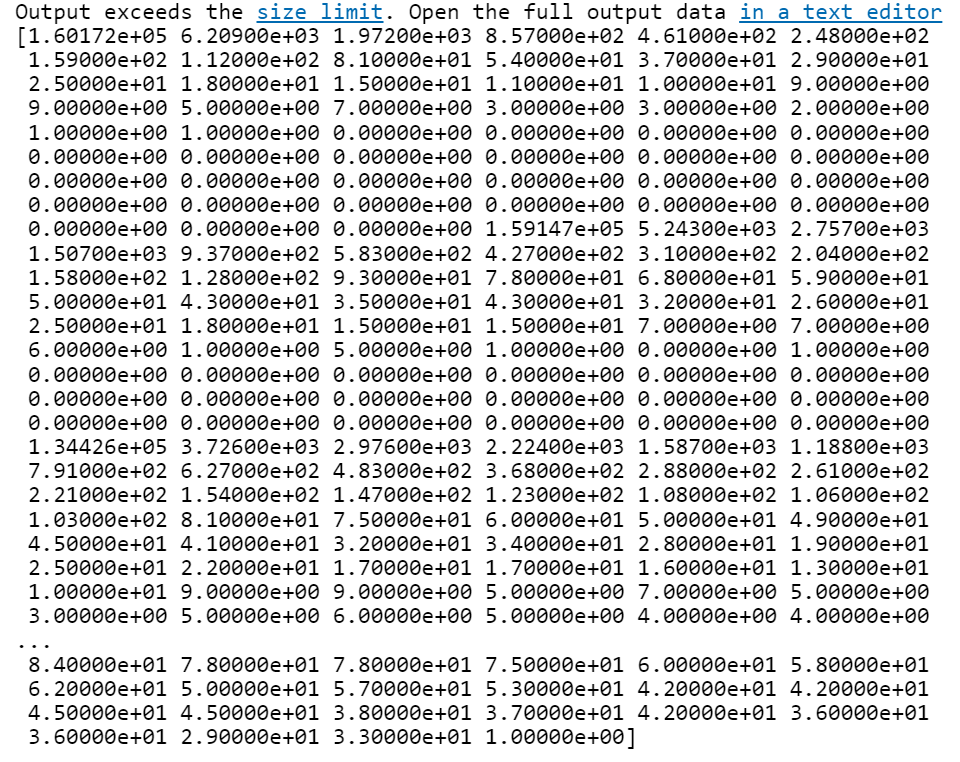 Output exceeds the size limit. Open the full output data in a text editor
[1.60172e+05 6.20900e+03 1.97200e+03 8.57000e+02 4.61000e+02 2.48000e+02
1.59000e+02 1.12000e+02 8.10000e+01 5.40000e+01 3.70000e+01 2.90000e+01
2.50000e+01 1.80000e+01 1.50000e+01 1.10000e+01 1.00000e+01 9.00000e+00
9.00000e+00 5.00000e+00 7.00000e+00 3.00000e+00 3.00000e+00 2.00000e+00
1.00000e+00 1.00000e+00 0.00000e+00 0.00000e+00 0.00000e+00 0.00000e+00
0.00000e+00 0.00000e+00 0.00000e+00 0.00000e+00 0.00000e+00 0.00000e+00
0.00000e+00 0.00000e+00 0.00000e+00 0.00000e+00 0.00000e+00 0.00000e+00
0.00000e+00 0.00000e+00 0.00000e+00 0.00000e+00 0.00000e+00 0.00000e+00
0.00000e+00 0.00000e+00 0.00000e+00 1.59147e+05 5.24300e+03 2.75700e+03
1.50700e+03 9.37000e+02 5.83000e+02 4.27000e+02 3.10000e+02 2.04000e+02
1.58000e+02 1.28000e+02 9.30000e+01 7.80000e+01 6.80000e+01 5.90000e+01
5.00000e+01 4.30000e+01 3.50000e+01 4.30000e+01 3.20000e+01 2.60000e+01
2.50000e+01 1.80000e+01 1.50000e+01 1.50000e+01 7.00000e+00 7.00000e+00
6.00000e+00 1.00000e+00 5.00000e+00 1.00000e+00 0.00000e+00 1.00000e+00
0.00000e+00 0.00000e+00 0.00000e+00 0.00000e+00 0.00000e+00 0.00000e+00
0.00000e+00 0.00000e+00 0.00000e+00 0.00000e+00 0.00000e+00 0.00000e+00
0.00000e+00 0.00000e+00 0.00000e+00 0.00000e+00 0.00000e+00 0.00000e+00
1.34426e+05 3.72600e+03 2.97600e+03 2.22400e+03 1.58700e+03 1.18800e+03
7.91000e+02 6.27000e+02 4.83000e+02 3.68000e+02 2.88000e+02 2.61000e+02
2.21000e+02 1.54000e+02 1.47000e+02 1.23000e+02 1.08000e+02 1.06000e+02
1.03000e+02 8.10000e+01 7.50000e+01 6.00000e+01 5.00000e+01 4.90000e+01
4.50000e+01 4.10000e+01 3.20000e+01 3.40000e+01 2.80000e+01 1.90000e+01
2.50000e+01 2.20000e+01 1.70000e+01 1.70000e+01 1.60000e+01 1.30000e+01
1.00000e+01 9.00000e+00 9.00000e+00 5.00000e+00 7.00000e+00 5.00000e+00
3.00000e+00 5.00000e+00 6.00000e+00 5.00000e+00 4.00000e+00 4.00000e+00
...
8.40000e+01 7.80000e+01 7.80000e+01 7.50000e+01 6.00000e+01 5.80000e+01
6.20000e+01 5.00000e+01 5.70000e+01 5.30000e+01 4.20000e+01 4.20000e+01
4.50000e+01 4.50000e+01 3.80000e+01 3.70000e+01 4.20000e+01 3.60000e+01
3.60000e+01 2.90000e+01 3.30000e+01 1.00000e+00]